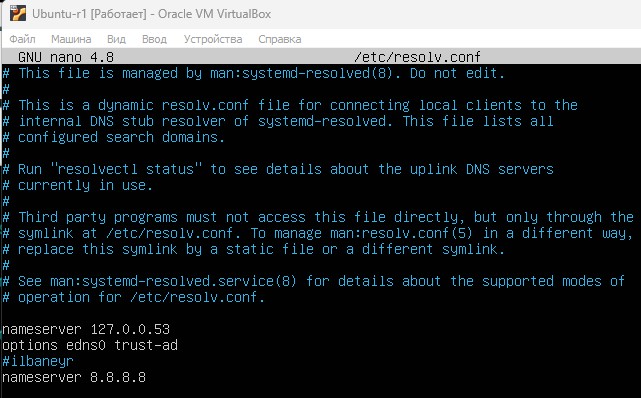 Ubuntu-r1 [Работает] - Oracle VM VirtualBox
Файл Машина Вид Ввод Устройства Справка
GNU nano 4.8 /etc/resolv.conf
# This file is managed by man:systemd-resolved(8). Do not edit.
#
# This is a dynamic resolv.conf file for connecting local clients to the
# internal DNS stub resolver of systemd-resolved. This file lists all
# configured search domains.
#
# Run "resolvectl status" to see details about the uplink DNS servers
# currently in use.
#
# Third party programs must not access this file directly, but only through the
# symlink at /etc/resolv.conf. To manage man:resolv.conf(5) in a different way,
# replace this symlink by a static file or a different symlink.
#
# See man:systemd-resolved.service(8) for details about the supported modes of
# operation for /etc/resolv.conf.
nameserver 127.0.0.53
options edns0 trust-ad
#ilbaneyr
nameserver 8.8.8.8